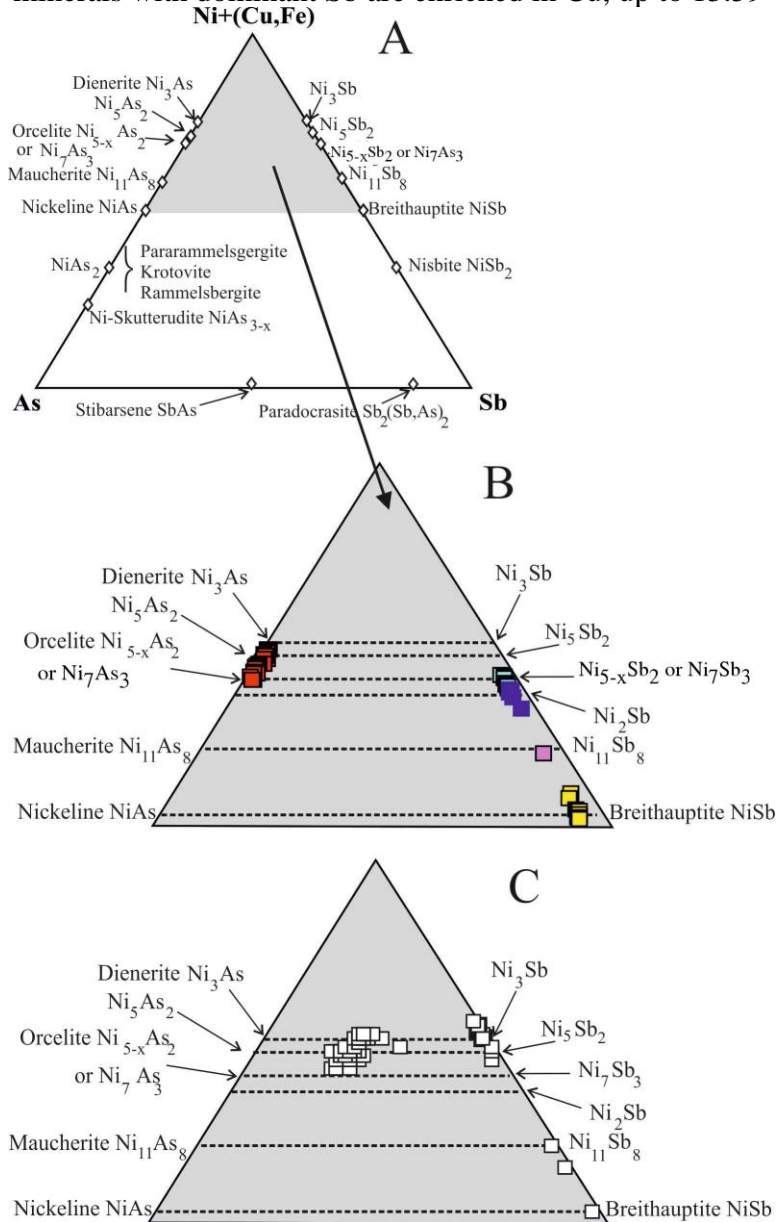 minerals with dominant Sb are enriched in Cu, up to 15.59
Ni+(Cu,Fe)
A
Dienerite Ni3As
Ni5As2
Orcelite Ni5-xAs2
or Ni7As3
Maucherite Ni11As8
Nickeline NiAs
Ni3Sb
Ni5Sb2
Ni5-xSb2 or Ni7As3
Ni11Sb8
Breithauptite NiSb
NiAs2
Pararammelsgergite
Krotovite
Rammelsbergite
Nisbite NiSb2
Ni-Skutterudite NiAs3-x
As
Sb
Stibarsene SbAs
Paradocrasite Sb2(Sb,As)2
B
Dienerite Ni3As
Ni5As2
Orcelite Ni5-xAs2
or Ni7As3
Maucherite Ni11As8
Nickeline NiAs
Ni3Sb
Ni5Sb2
Ni5-xSb2 or Ni7Sb3
Ni2Sb
Ni11Sb8
Breithauptite NiSb
C
Dienerite Ni3As
Ni5As2
Orcelite Ni5-xAs2
or Ni7As3
Maucherite Ni11As8
Nickeline NiAs
Ni3Sb
Ni5Sb2
Ni7Sb3
Ni2Sb
Ni11Sb8
Breithauptite NiSb